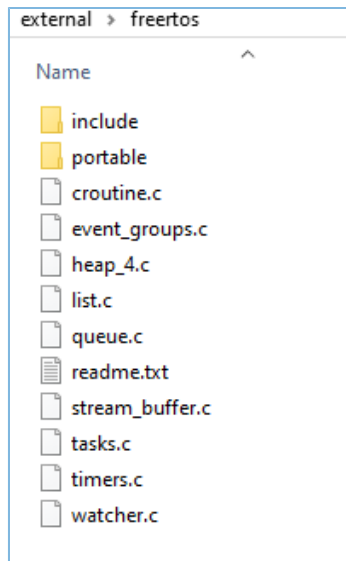 external > freertos
Name
include
portable
croutine.c
event_groups.c
heap_4.c
list.c
queue.c
readme.txt
stream_buffer.c
tasks.c
timers.c
watcher.c